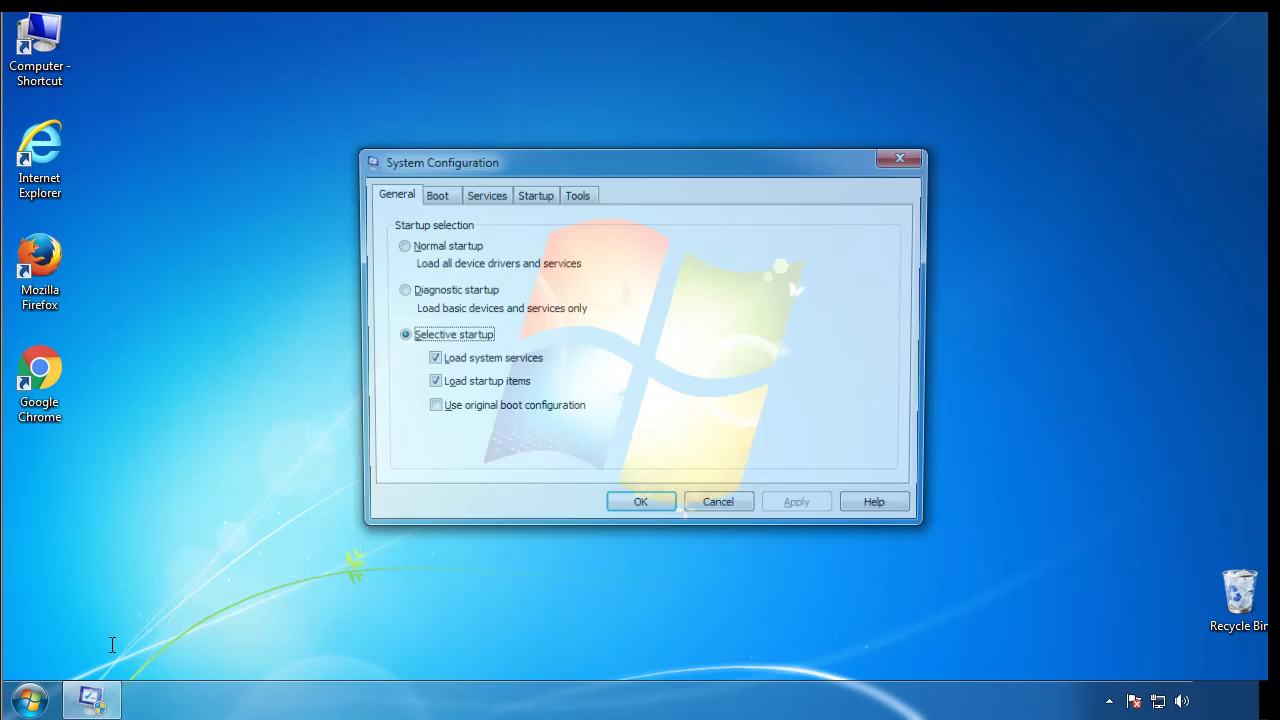 Computer -
Shortcut
Internet
Explorer
Mozilla
Firefox
Google
Chrome
System Configuration
General
Boot
Services
Startup
Tools
Startup selection
Normal startup
Load all device drivers and services
Diagnostic startup
Load basic devices and services only
Selective startup
Load system services
Load startup items
Use original boot configuration
OK
Cancel
Apply
Help
Recycle Bin